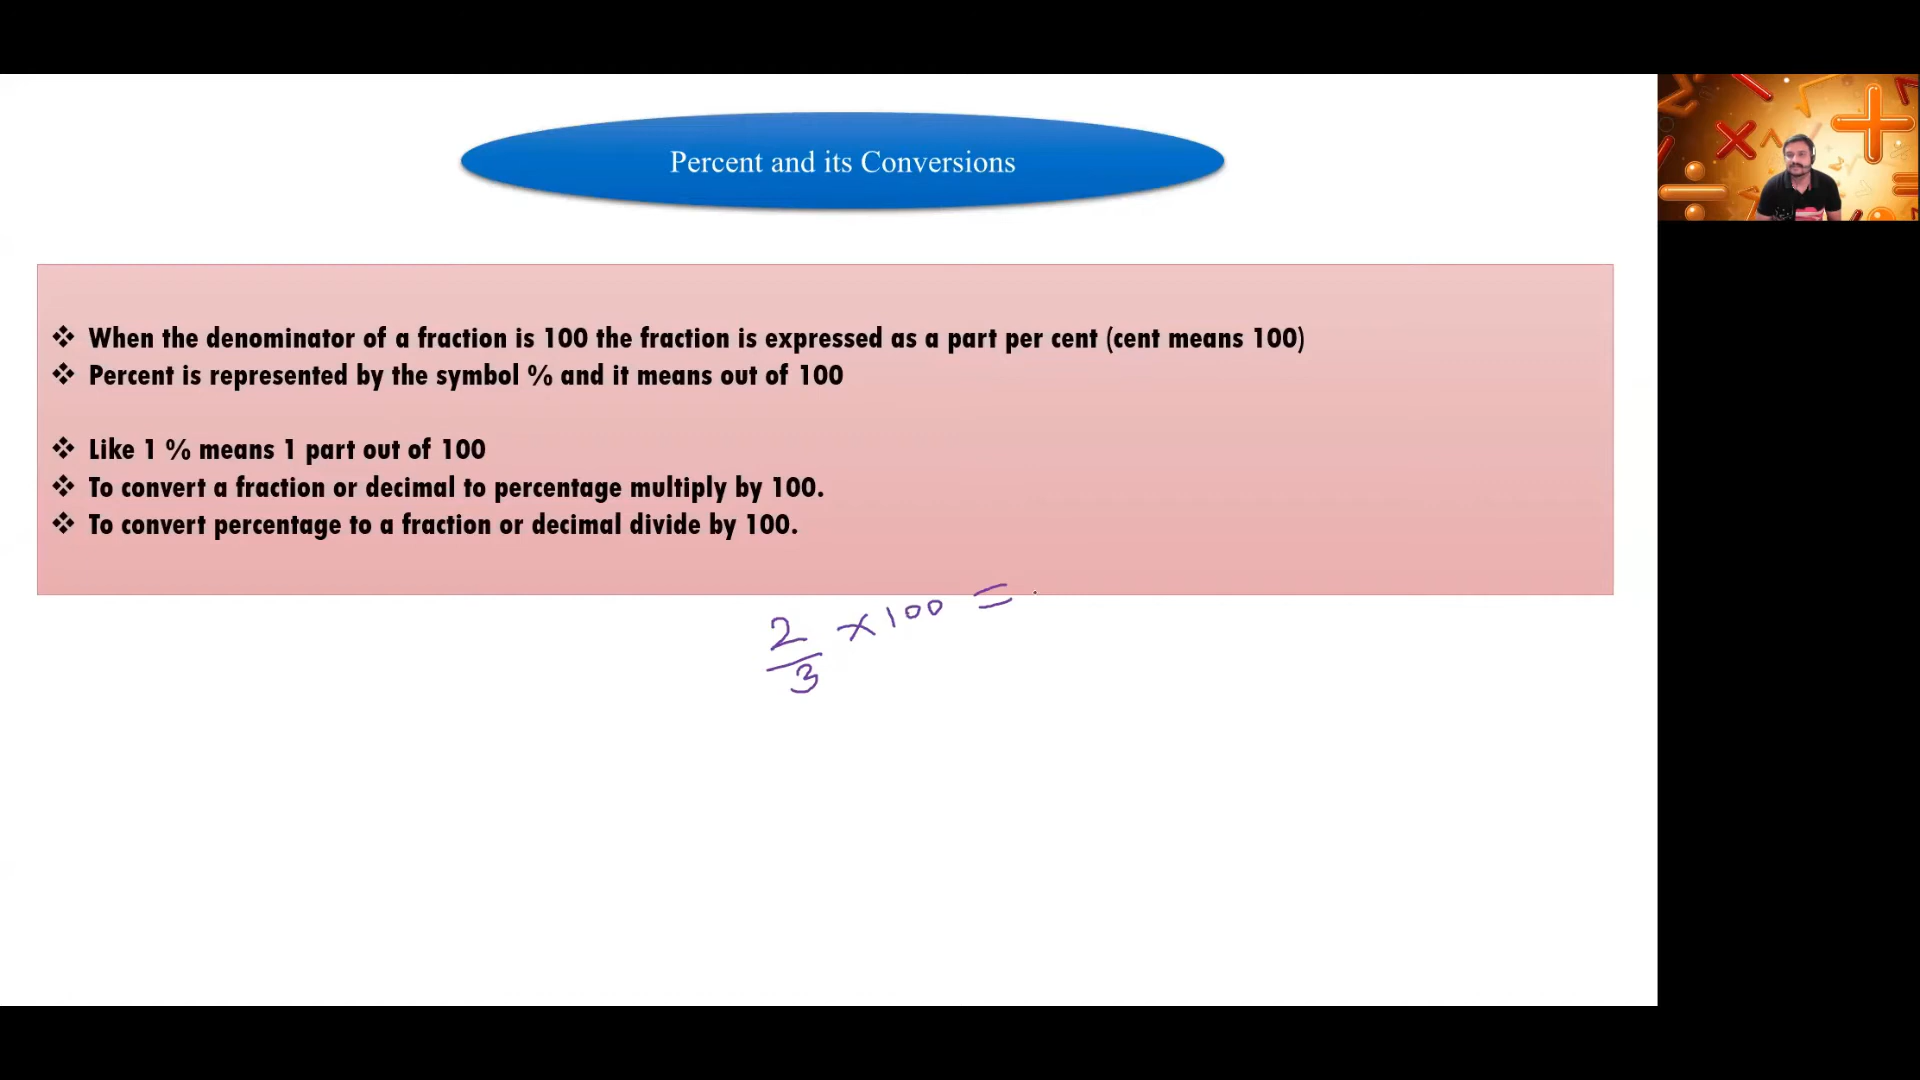 Percent and its Conversions
❖ When the denominator of a fraction is 100 the fraction is expressed as a part per cent (cent means 100)
❖ Percent is represented by the symbol % and it means out of 100
❖ Like 1 % means 1 part out of 100
❖ To convert a fraction or decimal to percentage multiply by 100.
❖ To convert percentage to a fraction or decimal divide by 100.
2/3 × 100 =